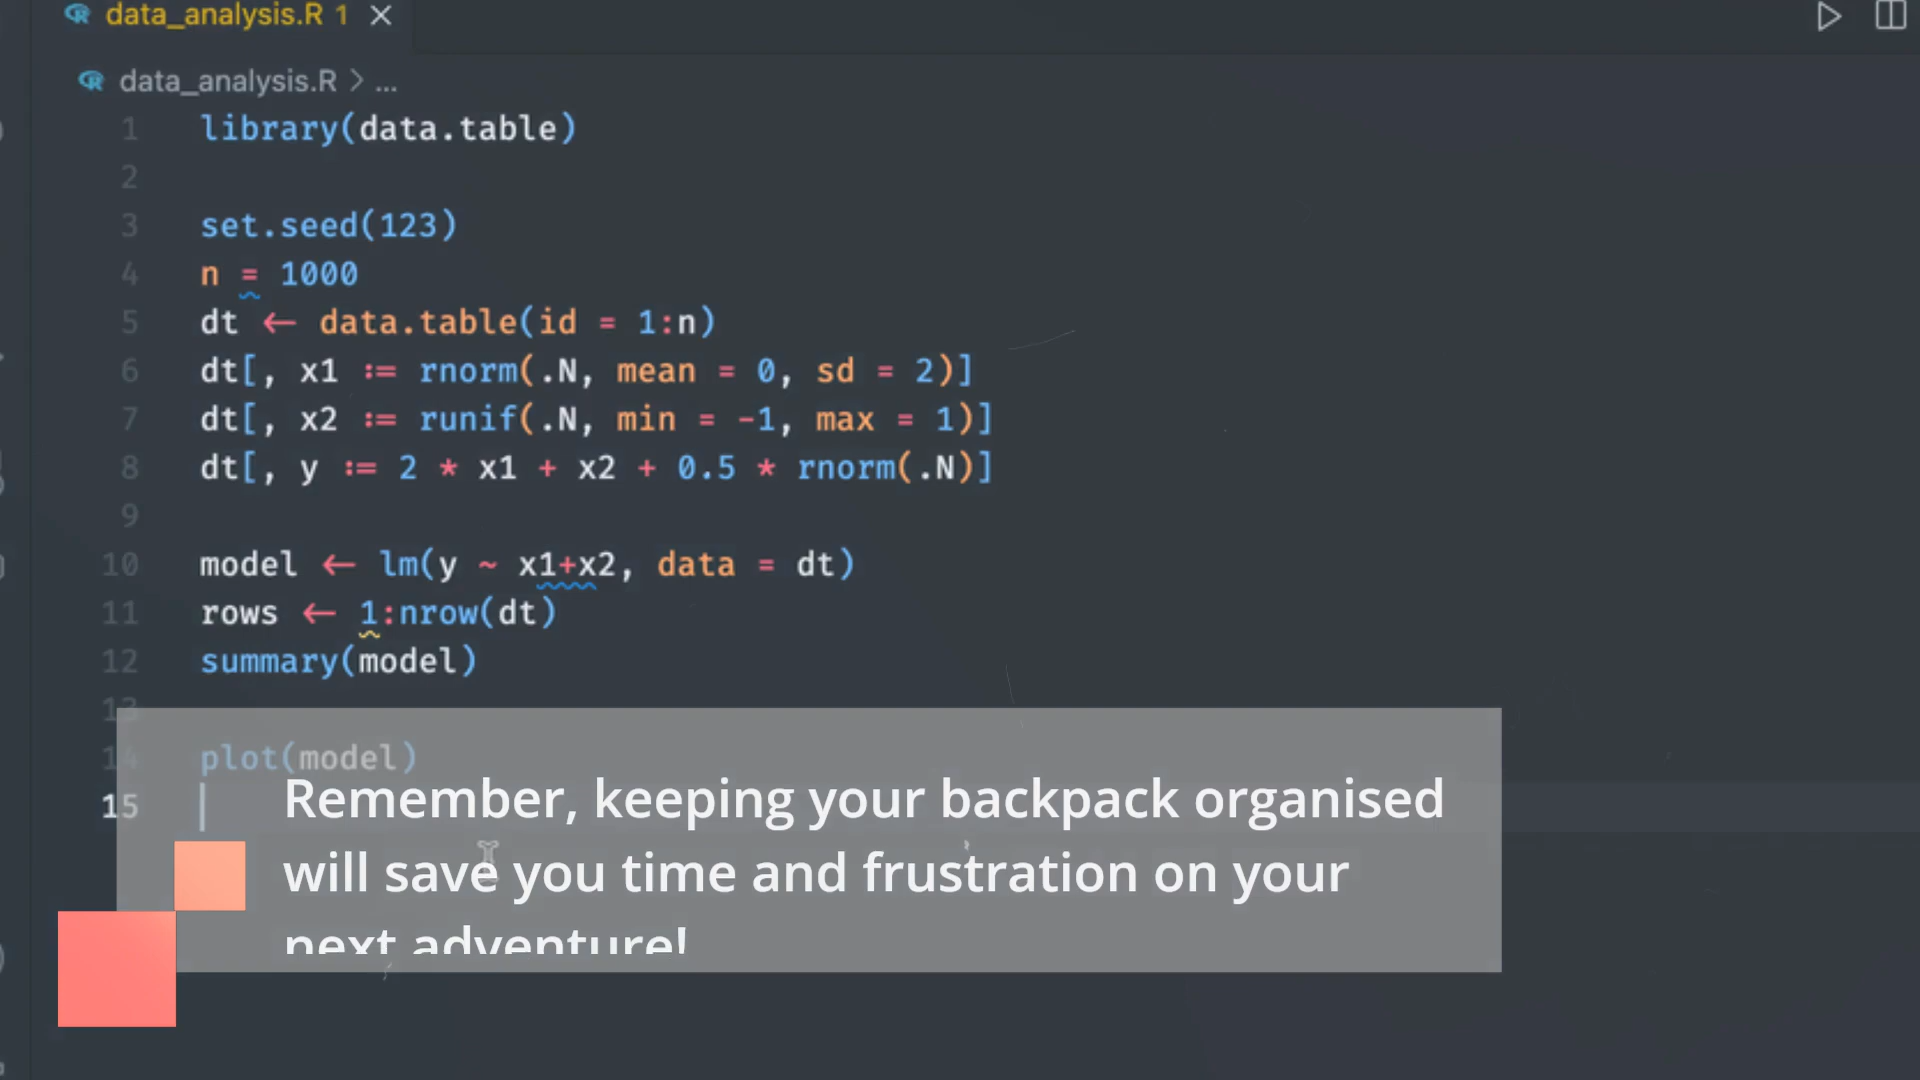 data_analysis.R 1
data_analysis.R > ...
1 library(data.table)
2
3 set.seed(123)
4 n = 1000
5 dt <- data.table(id = 1:n)
6 dt[, x1 := rnorm(.N, mean = 0, sd = 2)]
7 dt[, x2 := runif(.N, min = -1, max = 1)]
8 dt[, y := 2 * x1 + x2 + 0.5 * rnorm(.N)]
9
10 model <- lm(y ~ x1+x2, data = dt)
11 rows <- 1:nrow(dt)
12 summary(model)
13
14 plot(model)
15
Remember, keeping your backpack organised
will save you time and frustration on your
next adventure!